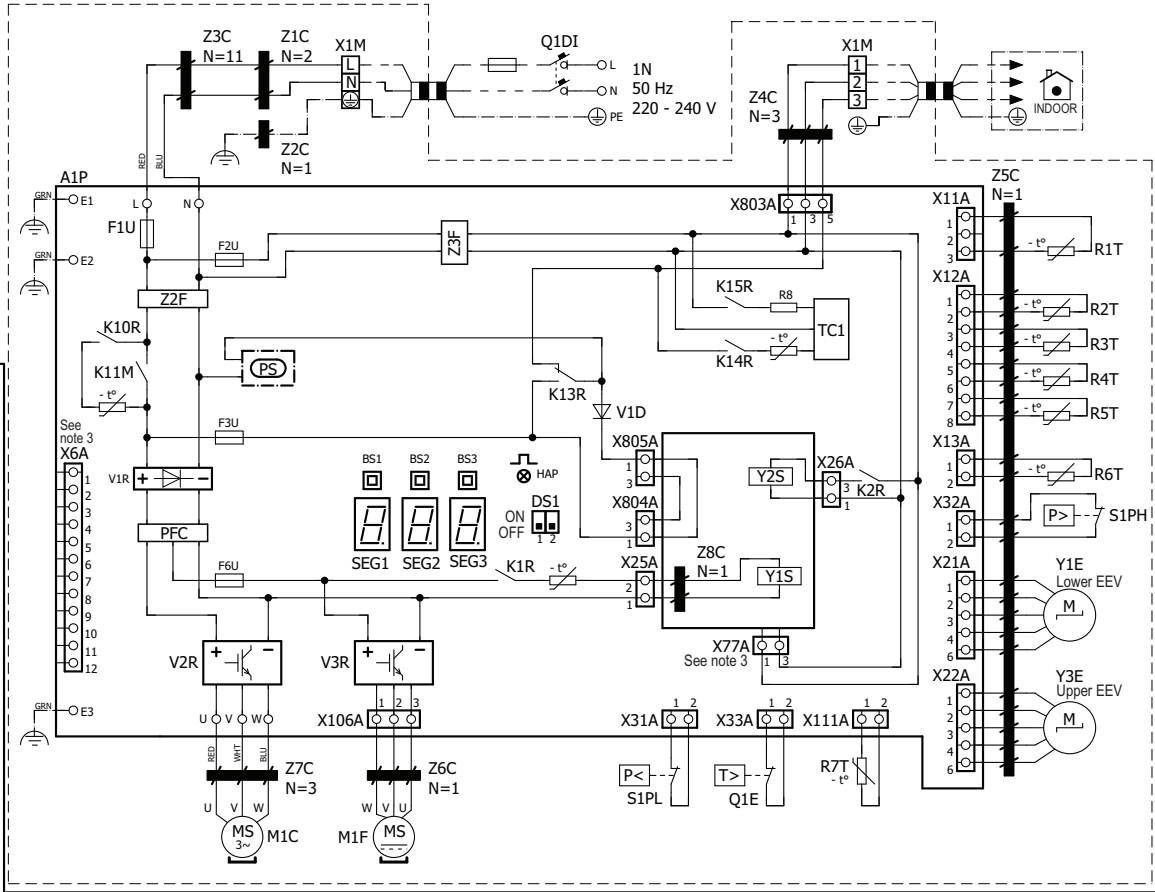 Z3C
N=11
Z1C
N=2
X1M
L
N
Q1DI
L
N
PE
1N
50 Hz
220 - 240 V
Z2C
N=1
X1M
1
2
3
Z4C
N=3
INDOOR
RED
BLU
A1P
GRN
E1
GRN
E2
L
N
F1U
F2U
Z3F
X803A
1 3 5
Z5C
N=1
X11A
1
2
3
- t°
R1T
Z2F
K10R
K11M
- t°
PS
K15R
R8
TC1
K14R
- t°
K13R
V1D
X12A
1
2
3
4
5
6
7
8
- t°
R2T
- t°
R3T
- t°
R4T
- t°
R5T
See
note 3
X6A
1
2
3
4
5
6
7
8
9
10
11
12
F3U
V1R
+
-
PFC
F6U
BS1
BS2
BS3
HAP
SEG1
SEG2
SEG3
DS1
ON
OFF
1 2
X805A
1
3
X804A
3
1
Y2S
X26A
3
1
K2R
K1R
- t°
X25A
2
1
Z8C
N=1
Y1S
X77A
1 3
See note 3
X13A
1
2
- t°
R6T
X32A
1
2
P>
S1PH
X21A
1
2
3
4
6
Y1E
Lower EEV
M
X22A
1
2
3
4
6
Y3E
Upper EEV
M
V2R
+
-
V3R
+
-
GRN
E3
U
V
W
X106A
1 2 3
RED
WHT
BLU
Z7C
N=3
Z6C
N=1
U V W
MS
3~
M1C
W V U
M1F
MS
X31A
1 2
P<
S1PL
X33A
1 2
T>
Q1E
X111A
1 2
R7T
- t°